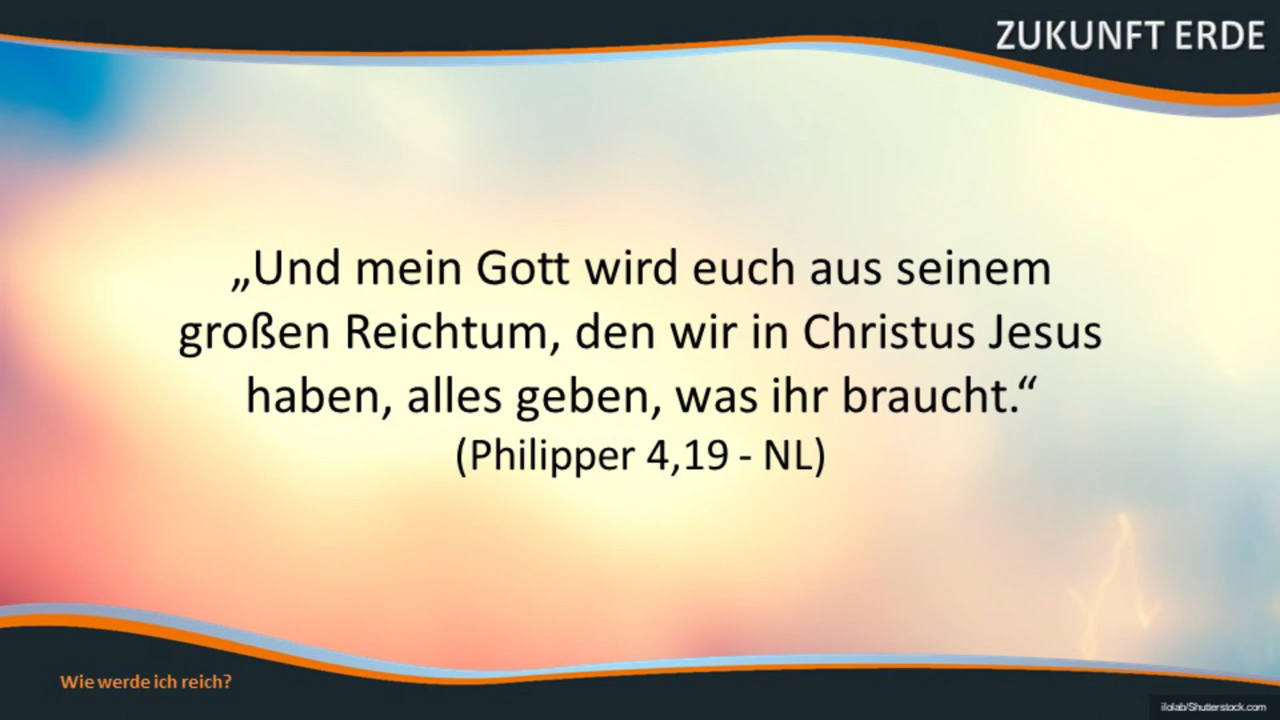 ZUKUNFT ERDE
„Und mein Gott wird euch aus seinem
großen Reichtum, den wir in Christus Jesus
haben, alles geben, was ihr braucht.“
(Philipper 4,19 - NL)
Wie werde ich reich?
ilolab/Shutterstock.com